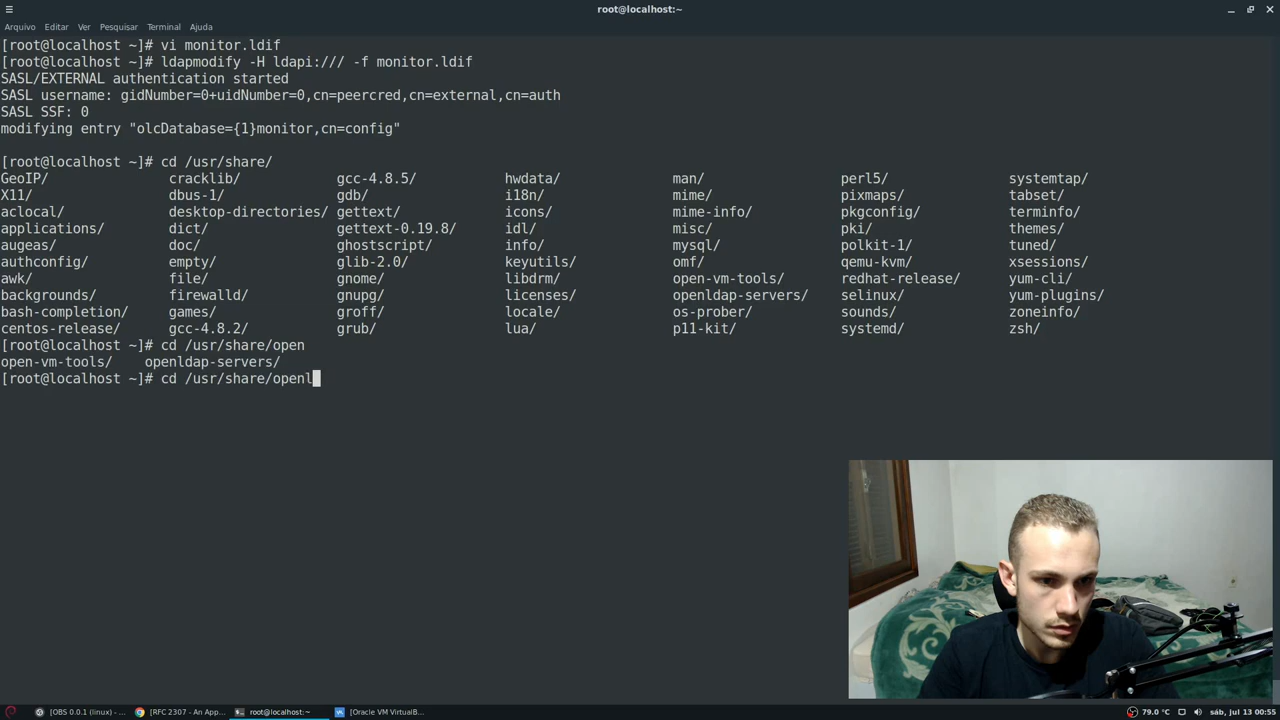 root@localhost:~
Arquivo Editar Ver Pesquisar Terminal Ajuda
[root@localhost ~]# vi monitor.ldif
[root@localhost ~]# ldapmodify -H ldapi:/// -f monitor.ldif
SASL/EXTERNAL authentication started
SASL username: gidNumber=0+uidNumber=0,cn=peercred,cn=external,cn=auth
SASL SSF: 0
modifying entry "olcDatabase={1}monitor,cn=config"
[root@localhost ~]# cd /usr/share/
GeoIP/ cracklib/ gcc-4.8.5/ hwdata/ man/ perl5/ systemtap/
X11/ dbus-1/ gdb/ i18n/ mime/ pixmaps/ tabset/
aclocal/ desktop-directories/ gettext/ icons/ mime-info/ pkgconfig/ terminfo/
applications/ dict/ gettext-0.19.8/ idl/ misc/ pki/ themes/
augeas/ doc/ ghostscript/ info/ mysql/ polkit-1/ tuned/
authconfig/ empty/ glib-2.0/ keyutils/ omf/ qemu-kvm/ xsessions/
awk/ file/ gnome/ libdrm/ open-vm-tools/ redhat-release/ yum-cli/
backgrounds/ firewalld/ gnupg/ licenses/ openldap-servers/ selinux/ yum-plugins/
bash-completion/ games/ groff/ locale/ os-prober/ sounds/ zoneinfo/
centos-release/ gcc-4.8.2/ grub/ lua/ p11-kit/ systemd/ zsh/
[root@localhost ~]# cd /usr/share/open
open-vm-tools/ openldap-servers/
[root@localhost ~]# cd /usr/share/openl
[OBS 0.0.1 (linux) - ... [RFC 2307 - An App... root@localhost:~ [Oracle VM VirtualB... 79.0 °C sáb, jul 13 00:55